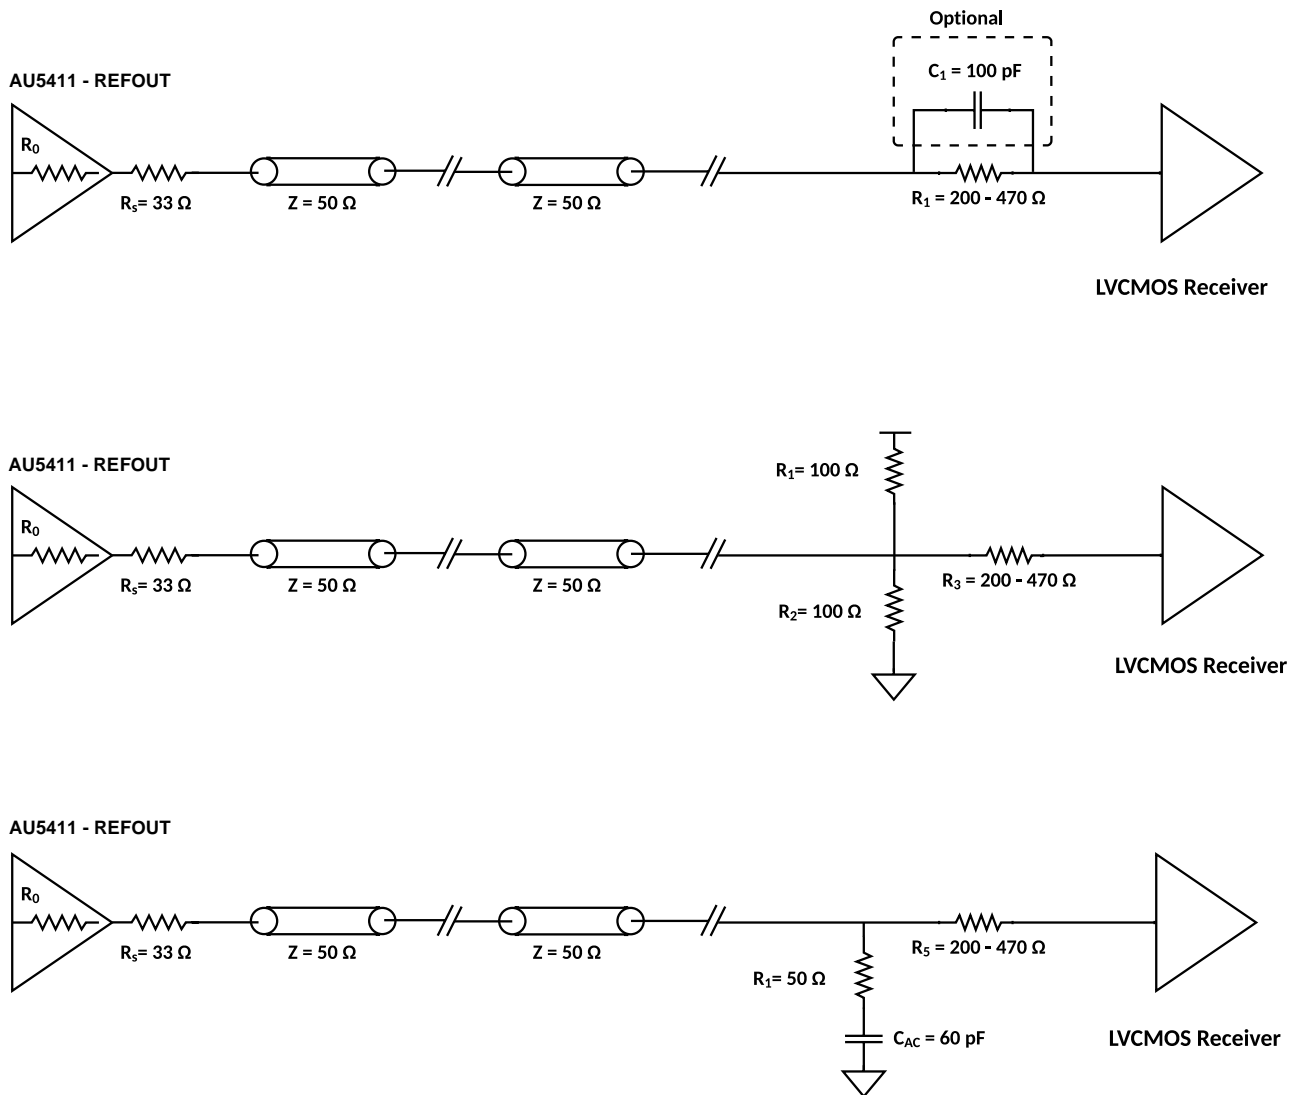 Optional
C₁ = 100 pF
AU5411 - REFOUT
R₀
Rₛ= 33 Ω
Z = 50 Ω
Z = 50 Ω
R₁ = 200 - 470 Ω
LVCMOS Receiver
AU5411 - REFOUT
R₁= 100 Ω
R₀
Rₛ= 33 Ω
Z = 50 Ω
Z = 50 Ω
R₃ = 200 - 470 Ω
R₂= 100 Ω
LVCMOS Receiver
AU5411 - REFOUT
R₀
Rₛ= 33 Ω
Z = 50 Ω
Z = 50 Ω
R₅ = 200 - 470 Ω
R₁= 50 Ω
C_AC = 60 pF
LVCMOS Receiver